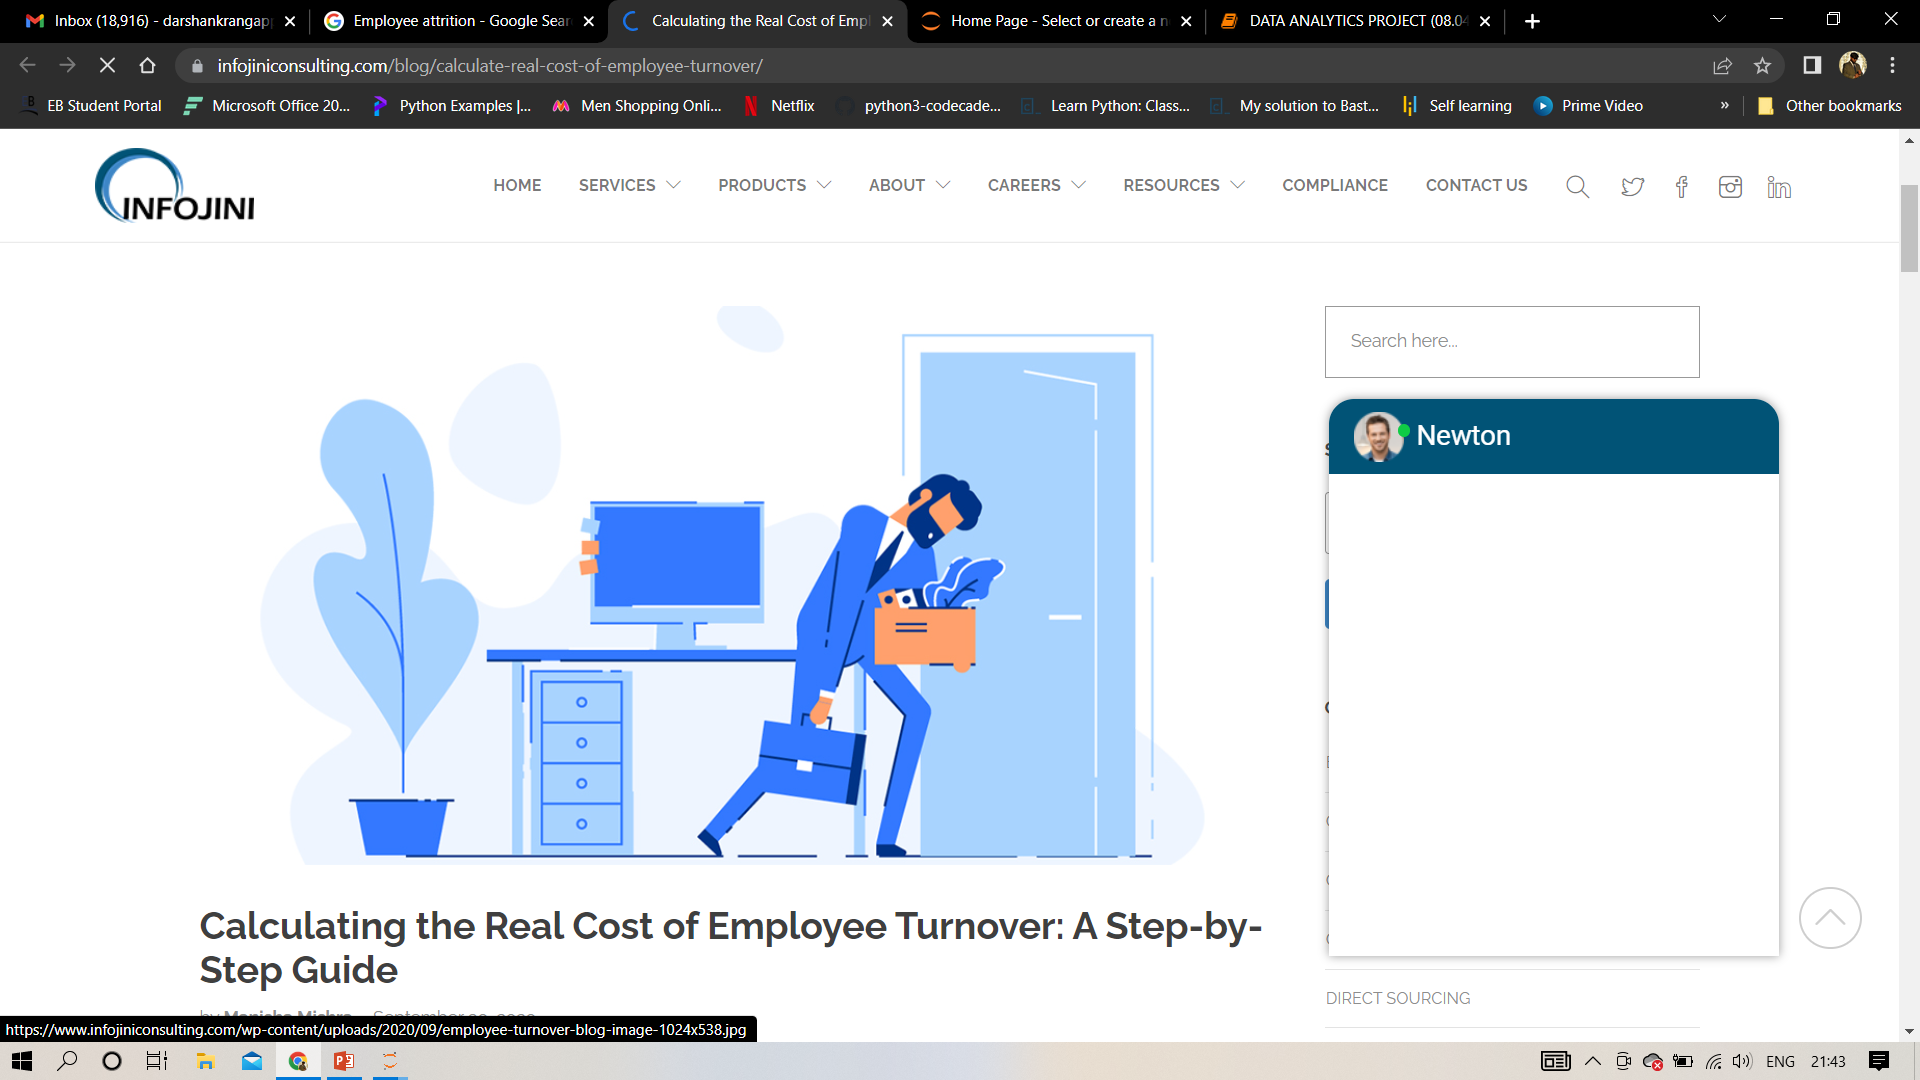 Inbox (18,916) - darshankrangap
Employee attrition - Google Sear
Calculating the Real Cost of Empl
Home Page - Select or create a n
DATA ANALYTICS PROJECT (08.04
infojiniconsulting.com/blog/calculate-real-cost-of-employee-turnover/
EB Student Portal
Microsoft Office 20...
Python Examples |...
Men Shopping Onli...
Netflix
python3-codecade...
Learn Python: Class...
My solution to Bast...
Self learning
Prime Video
»
Other bookmarks
INFOJINI
HOME
SERVICES
PRODUCTS
ABOUT
CAREERS
RESOURCES
COMPLIANCE
CONTACT US
Search here...
Newton
Calculating the Real Cost of Employee Turnover: A Step-by-
Step Guide
by Manisha Mishra
DIRECT SOURCING
https://www.infojiniconsulting.com/wp-content/uploads/2020/09/employee-turnover-blog-image-1024x538.jpg
ENG
21:43